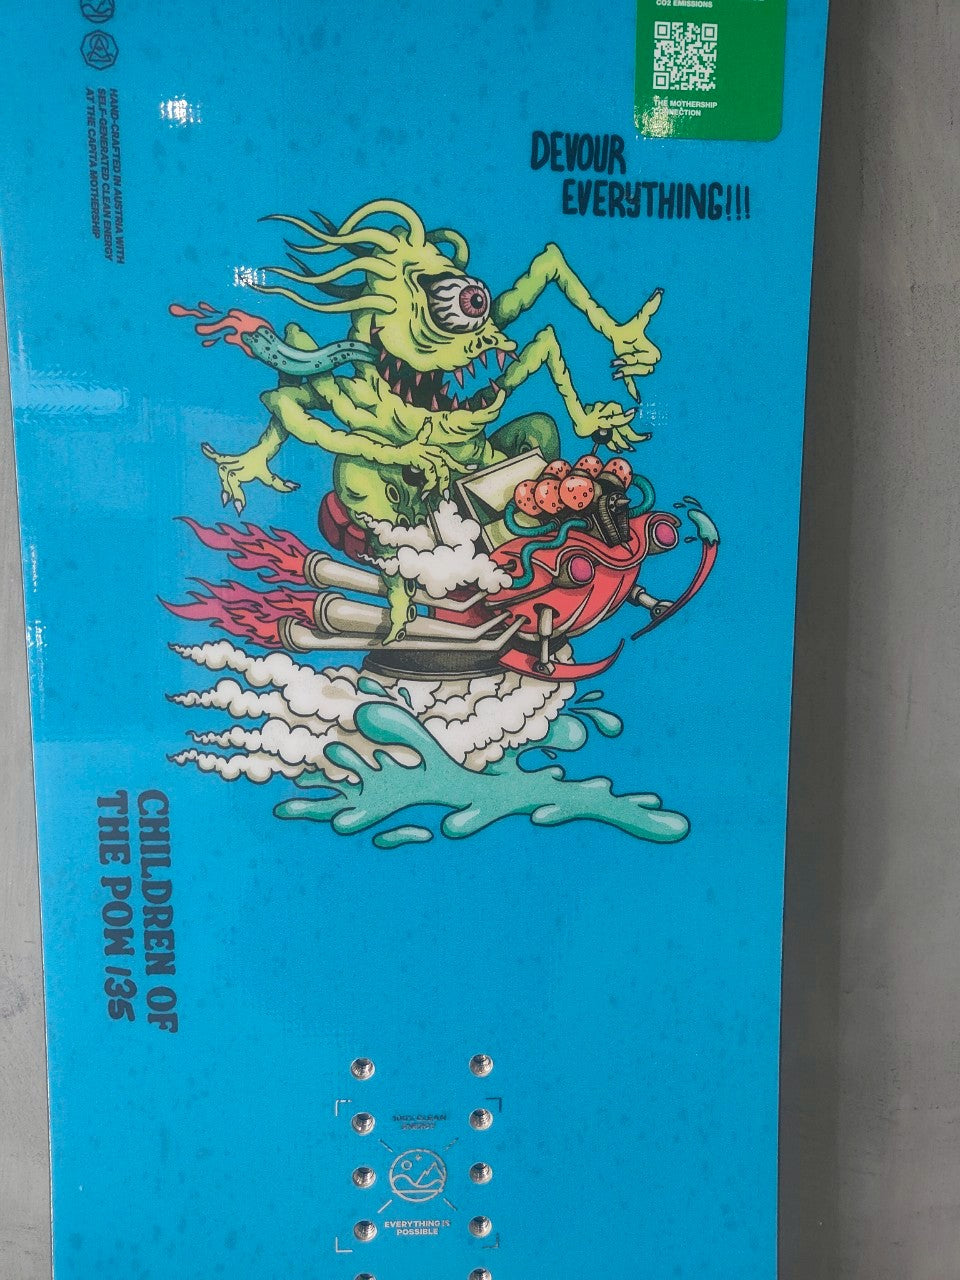 CO2 EMISSIONS
THE MOTHERSHIP
CONNECTION
HAND-CRAFTED IN AUSTRIA WITH
SELF-GENERATED CLEAN ENERGY
AT THE CAPITA MOTHERSHIP
DEVOUR
EVERYTHING!!!
CHILDREN OF
THE POW 135
100% CLEAN
ENERGY
EVERYTHING IS
POSSIBLE